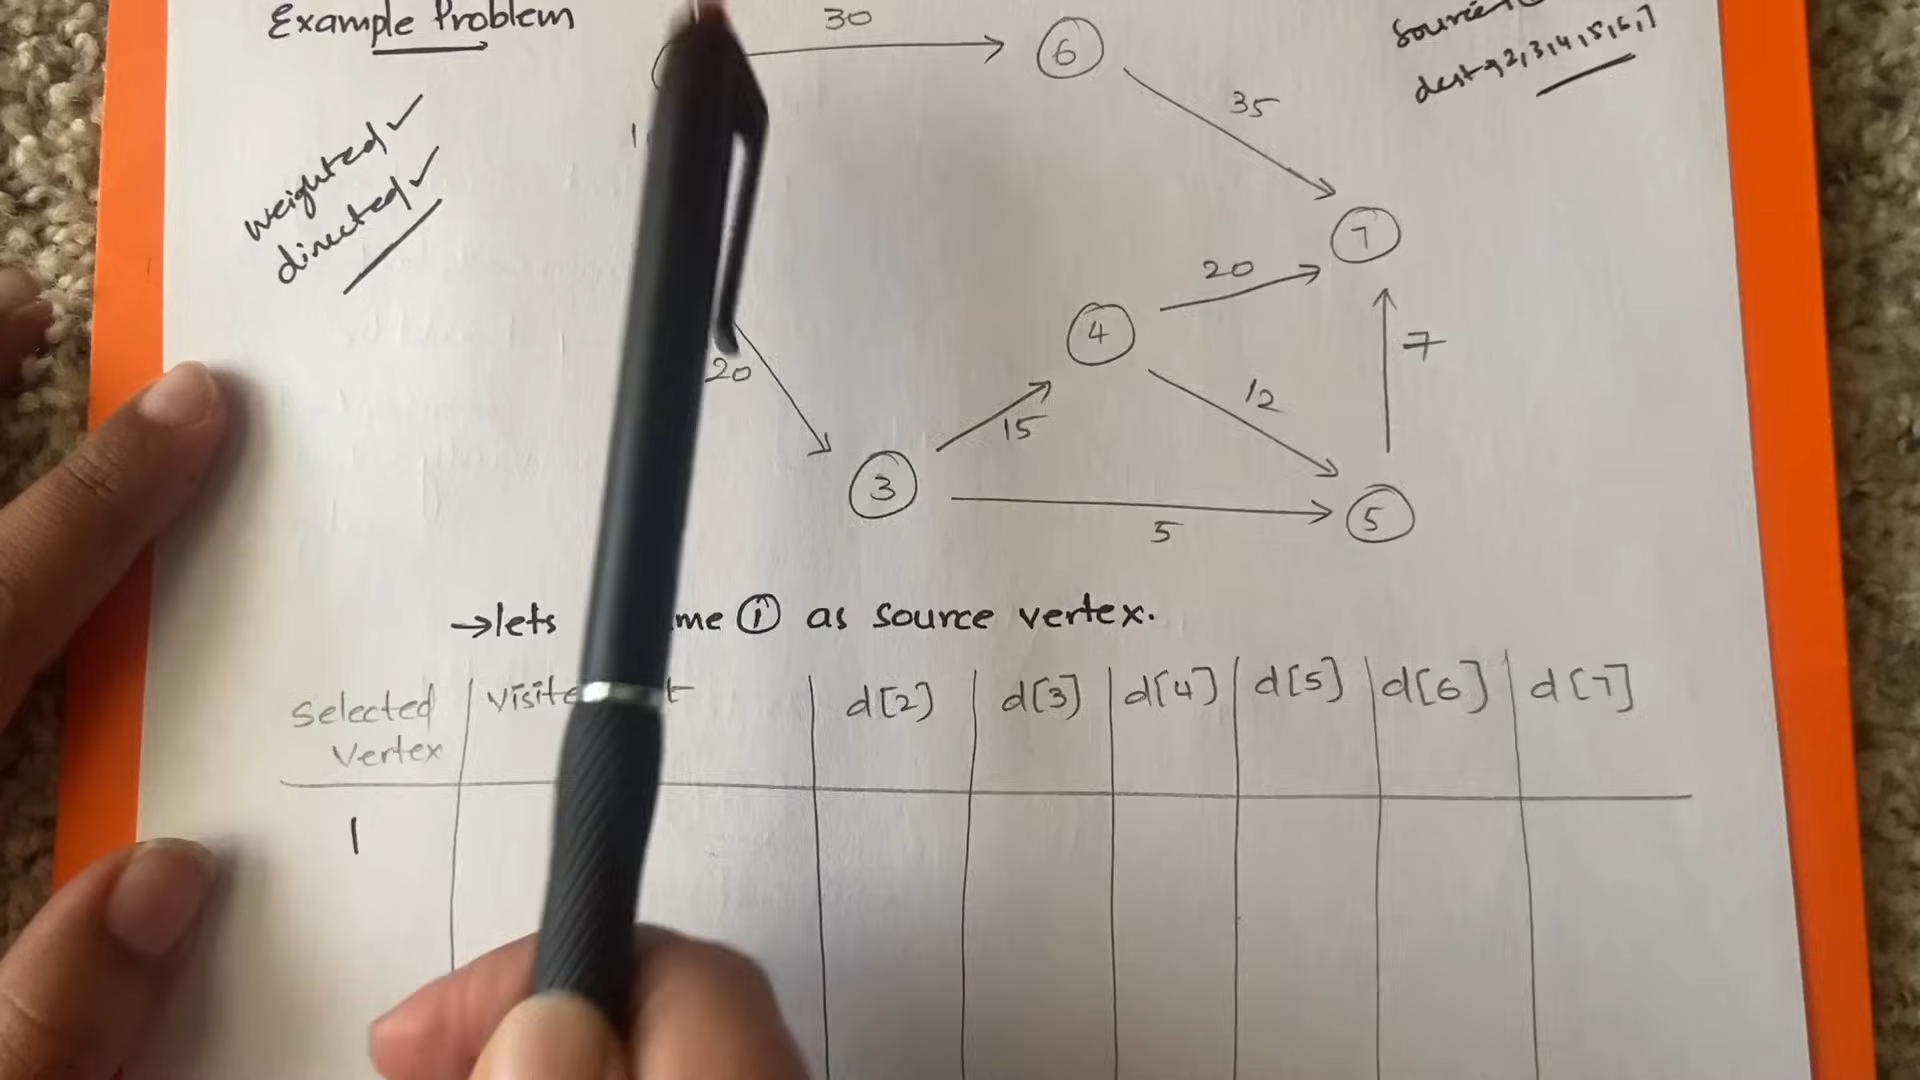 Example Problem
30
6
Source
dest → 2,3,4,5,6,7
35
weighted ✓
directed ✓
1
7
20
4
7
20
12
15
3
5
5
→lets me ① as source vertex.
Selected Vertex
Visite t
d[2]
d[3]
d[4]
d[5]
d[6]
d[7]
1